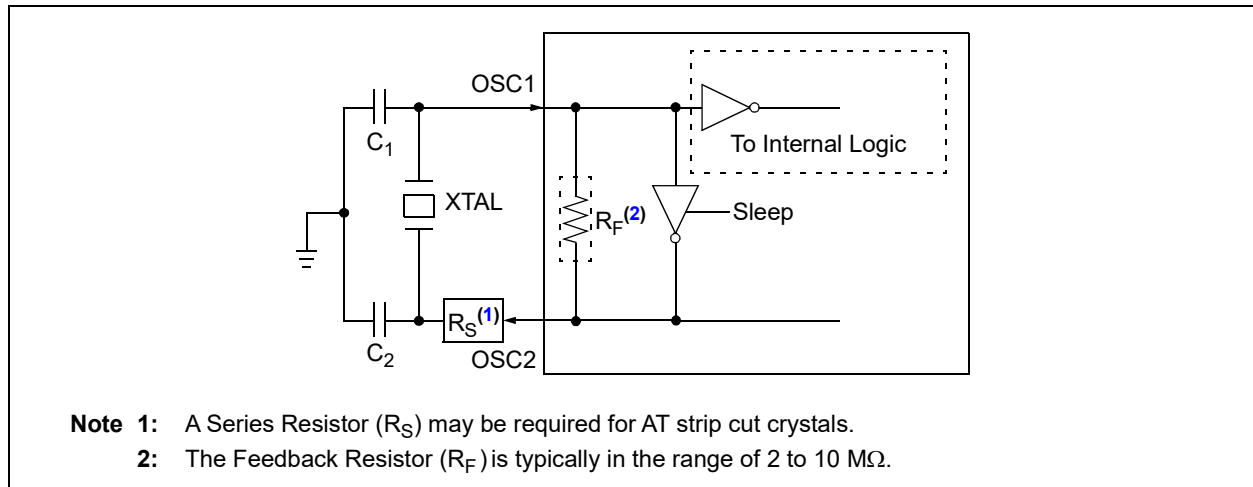 OSC1
C1
To Internal Logic
XTAL
RF(2)
Sleep
RS(1)
C2
OSC2
Note 1: A Series Resistor (RS) may be required for AT strip cut crystals.
2: The Feedback Resistor (RF) is typically in the range of 2 to 10 MΩ.